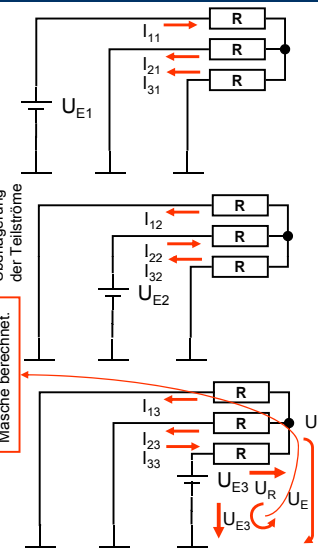 R
I11
R
I21
R
I31
UE1
Überlagerung
der Teilströme
R
I12
R
I22
R
I32
UE2
Masche berechnet.
R
I13
R
I23
R
I33
U
UE3
UR
UE
UE3